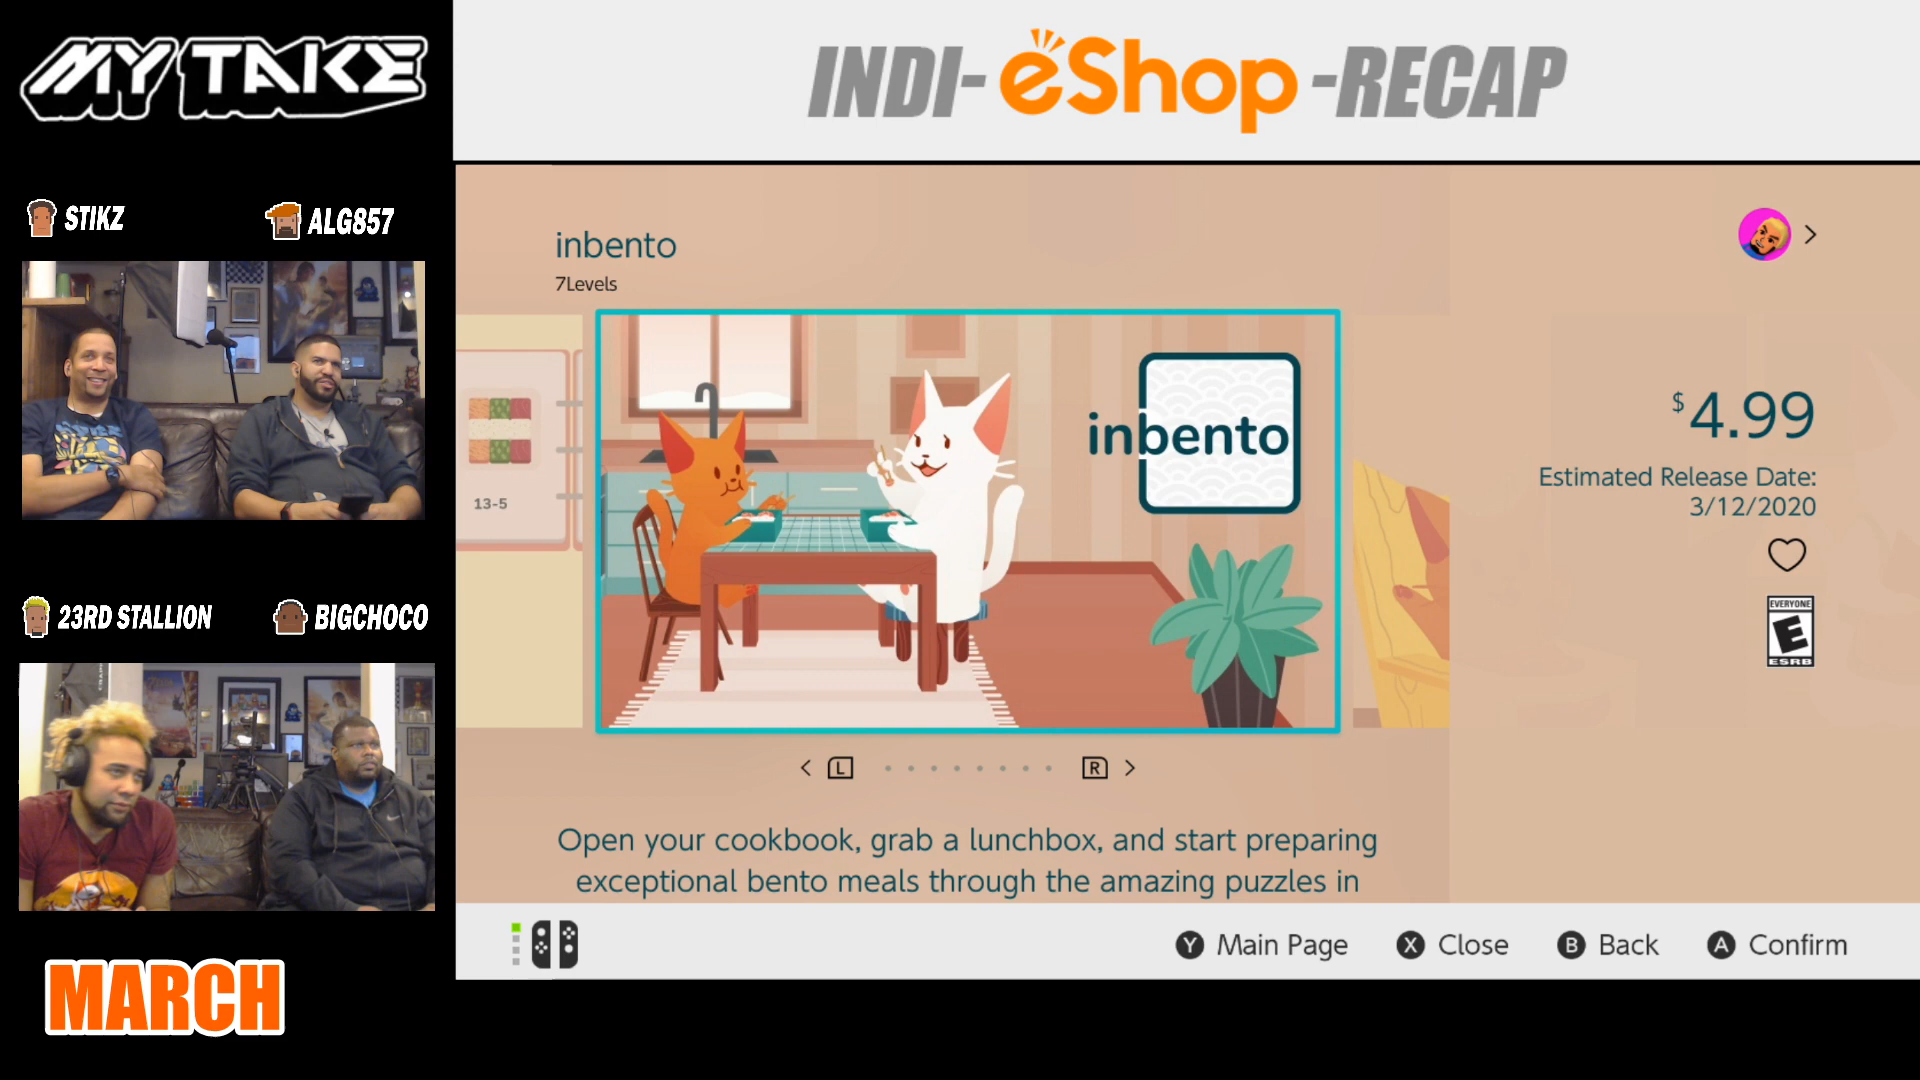 MY TAKE
INDI-eShop-RECAP
STIKZ
ALG857
23RD STALLION
BIGCHOCO
MARCH
inbento
7Levels
13-5
inbento
$4.99
Estimated Release Date:
3/12/2020
EVERYONE
E
ESRB
L
R
Open your cookbook, grab a lunchbox, and start preparing
exceptional bento meals through the amazing puzzles in
Y Main Page X Close B Back A Confirm